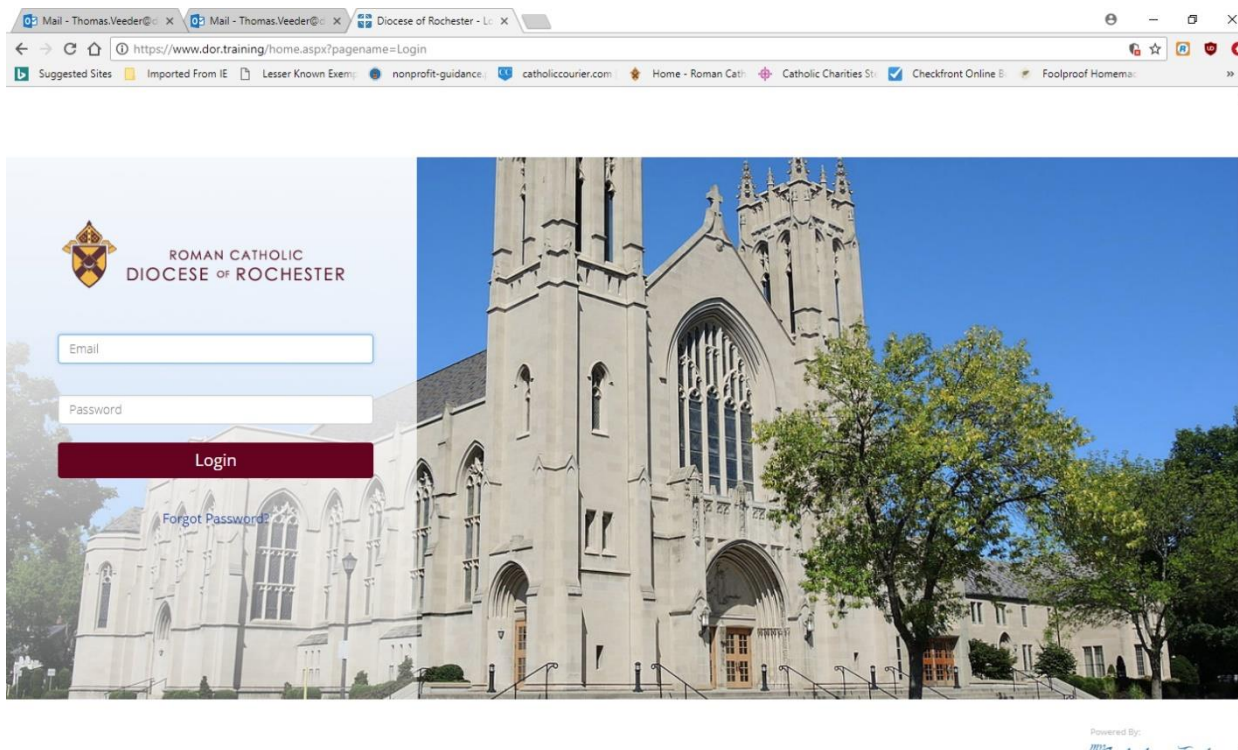 Mail - Thomas.Veeder@d
Mail - Thomas.Veeder@d
Diocese of Rochester - Lo
https://www.dor.training/home.aspx?pagename=Login
Suggested Sites
Imported From IE
Lesser Known Exemp
nonprofit-guidance.
catholiccourier.com
Home - Roman Cath
Catholic Charities St
Checkfront Online B
Foolproof Homemac
ROMAN CATHOLIC
DIOCESE OF ROCHESTER
Email
Password
Login
Forgot Password?
Powered By: